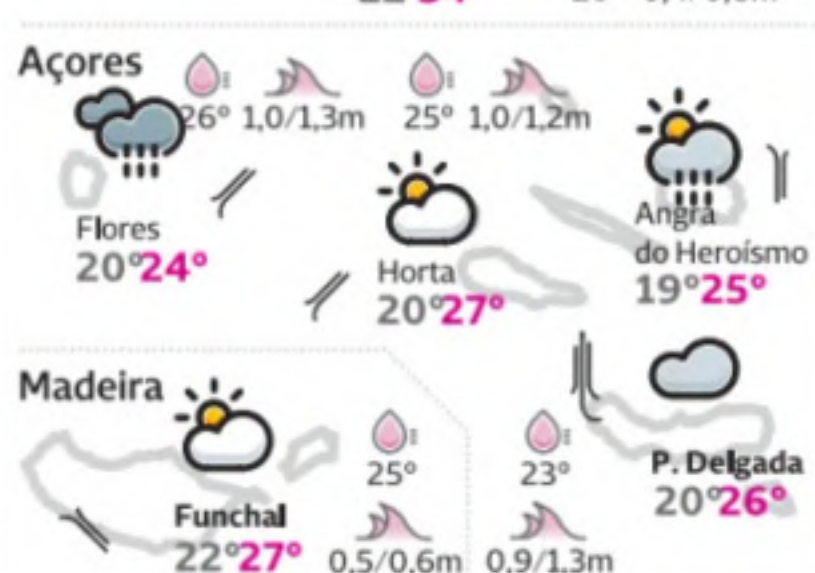 Açores
26° 1,0/1,3m
25° 1,0/1,2m
Flores
20° 24°
Horta
20° 27°
Angra
do Heroísmo
19° 25°
Madeira
25°
0,5/0,6m
Funchal
22° 27°
23°
0,9/1,3m
P. Delgada
20° 26°